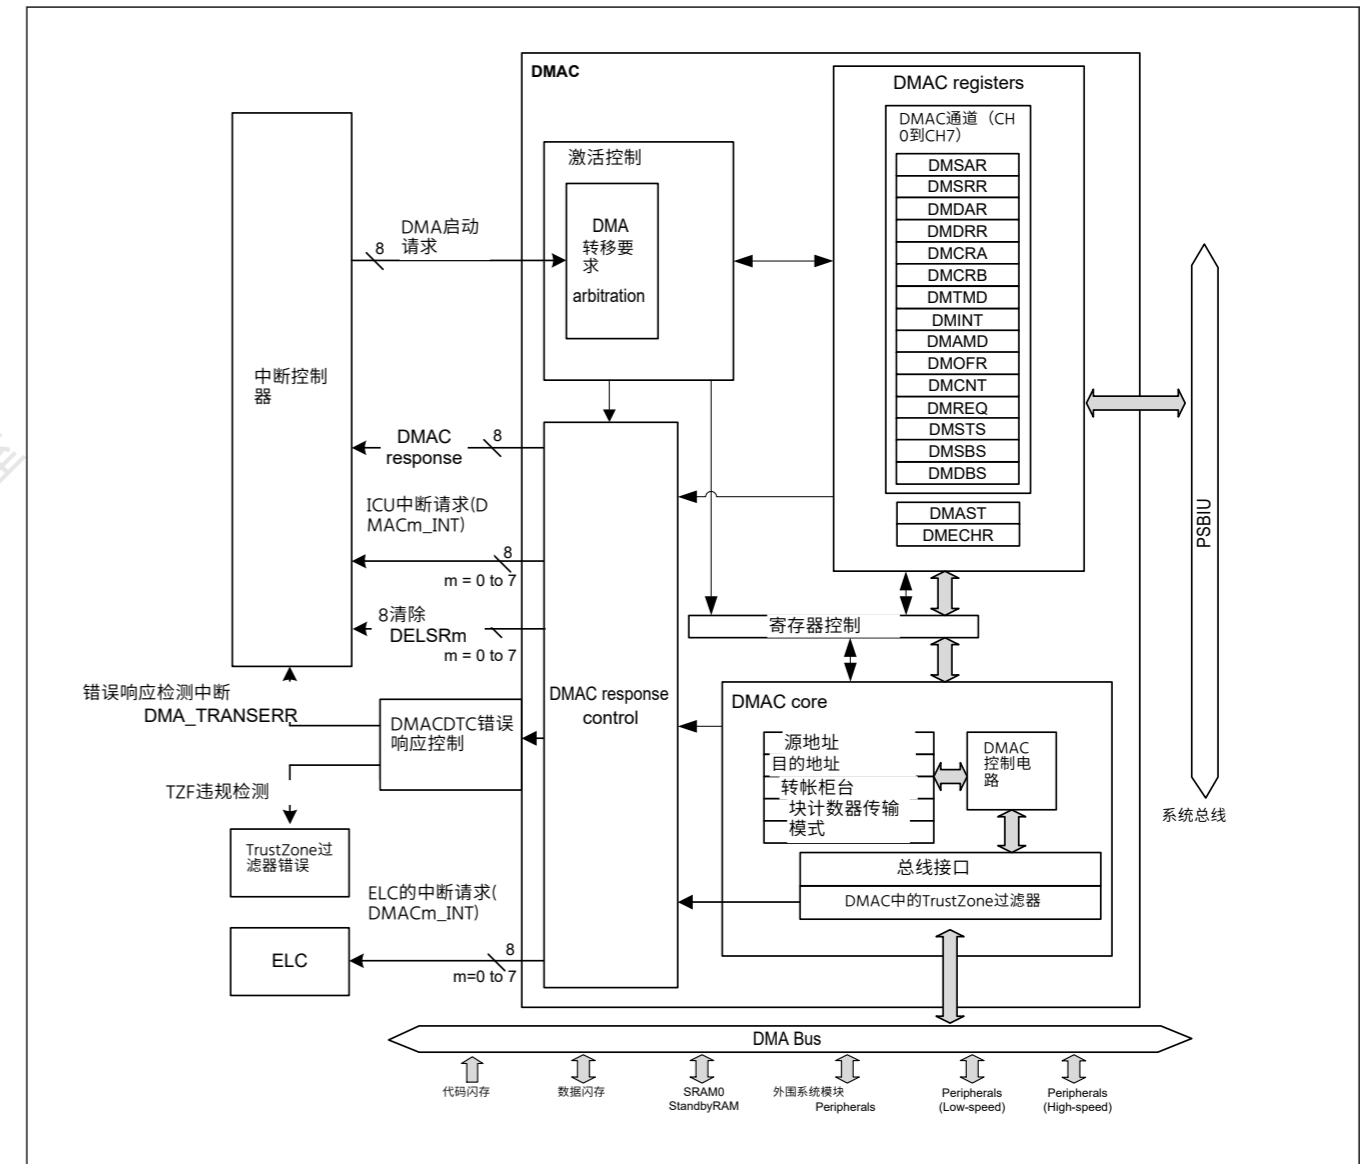 DMAC
DMAC registers
DMAC通道（CH
0到CH7）
DMSAR
DMSRR
DMDAR
DMDRR
DMCRA
DMCRB
DMTMD
DMINT
DMAMD
DMOFR
DMCNT
DMREQ
DMSTS
DMSBS
DMDBS
DMAST
DMECHR
激活控制
DMA
转移要
求
arbitration
DMA启动
请求
8
中断控制
器
DMAC
response
8
ICU中断请求(D
MACm_INT)
8
m = 0 to 7
8清除
DELSRm
m = 0 to 7
错误响应检测中断
DMA_TRANSERR
DMACDTC错误
响应控制
TZF违规检测
TrustZone过
滤器错误
ELC的中断请求(
DMACm_INT)
8
m=0 to 7
ELC
DMAC response
control
寄存器控制
DMAC core
源地址
目的地址
转帐柜台
块计数器传输
模式
DMAC
控制电
路
总线接口
DMAC中的TrustZone过滤器
PSBIU
系统总线
DMA Bus
代码闪存
数据闪存
SRAM0
StandbyRAM
外围系统模块
Peripherals
Peripherals
(Low-speed)
Peripherals
(High-speed)